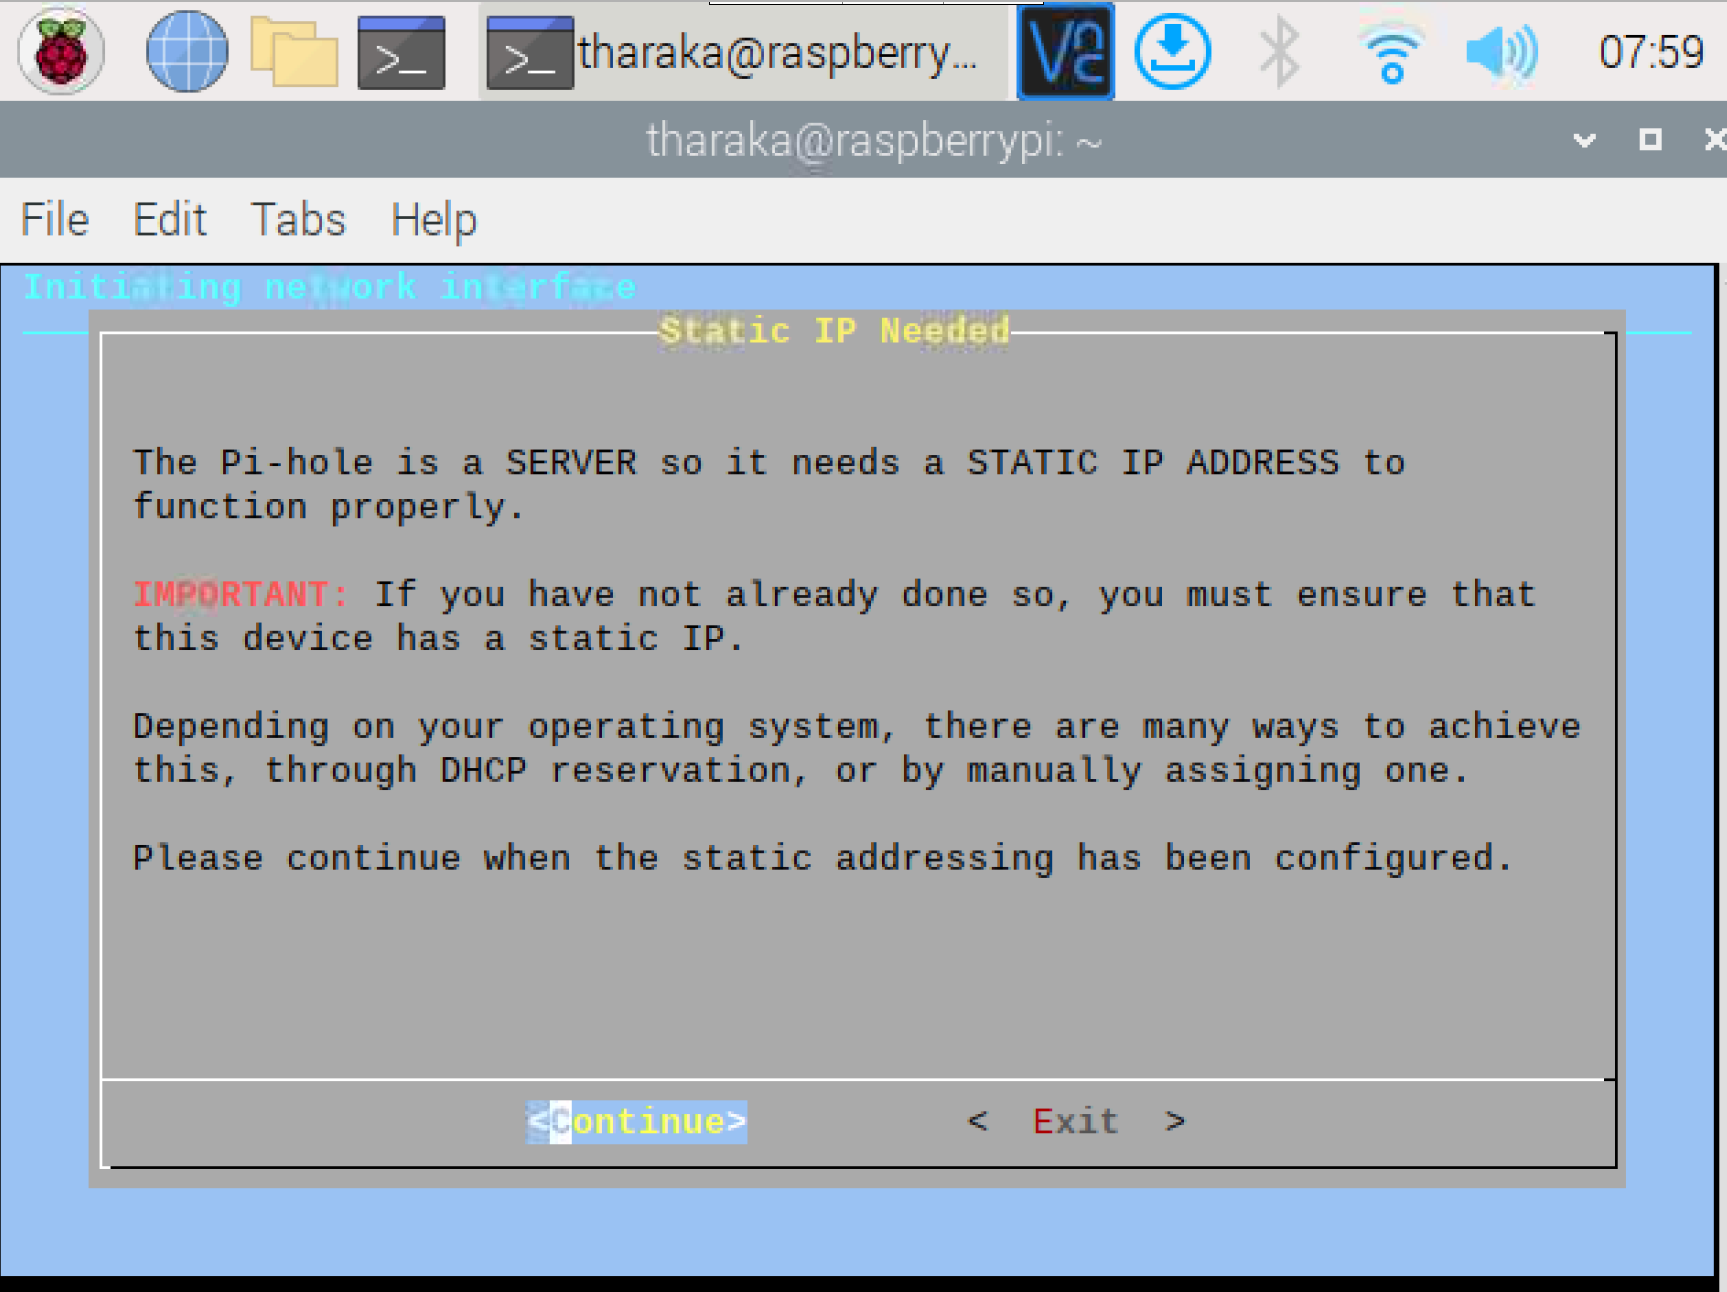 tharaka@raspberry...
07:59
tharaka@raspberrypi: ~
File Edit Tabs Help
Initiating network interface
Static IP Needed
The Pi-hole is a SERVER so it needs a STATIC IP ADDRESS to
function properly.
IMPORTANT: If you have not already done so, you must ensure that
this device has a static IP.
Depending on your operating system, there are many ways to achieve
this, through DHCP reservation, or by manually assigning one.
Please continue when the static addressing has been configured.
<Continue> < Exit >